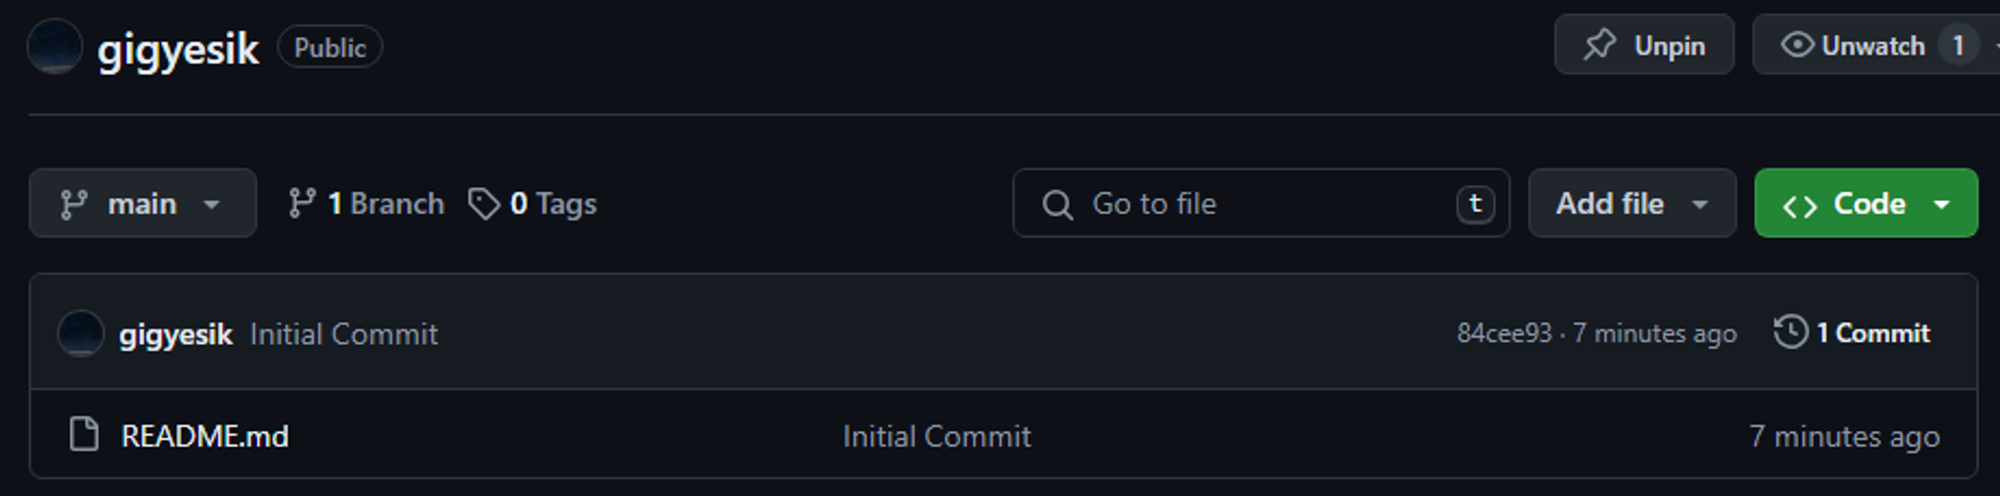 gigyesik Public Unpin Unwatch 1
main 1 Branch 0 Tags Go to file t Add file Code
gigyesik Initial Commit 84cee93 · 7 minutes ago 1 Commit
README.md Initial Commit 7 minutes ago